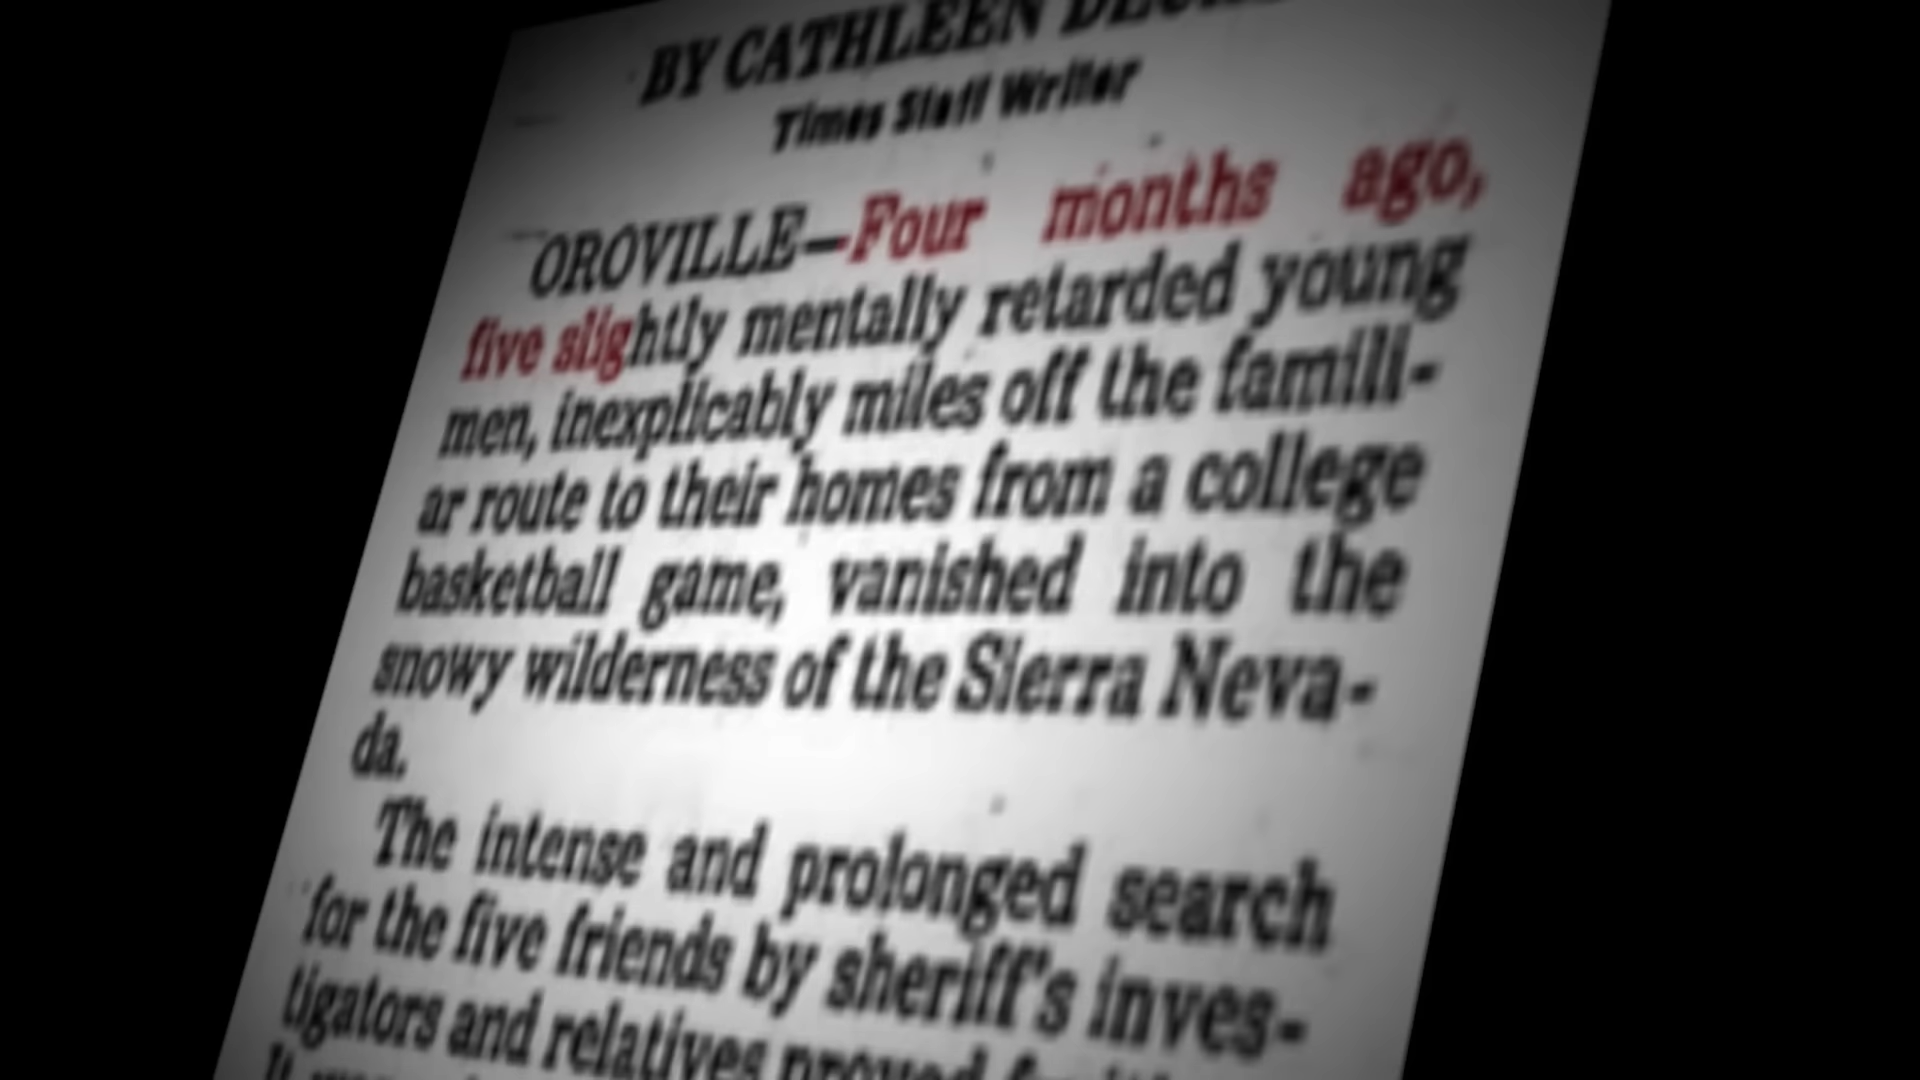 BY CATHLEEN
Times Staff Writer
OROVILLE—Four months ago,
five slightly mentally retarded young
men, inexplicably miles off the famili-
ar route to their homes from a college
basketball game, vanished into the
snowy wilderness of the Sierra Neva-
da.
The intense and prolonged search
for the five friends by sheriff's inves-
tigators and relatives proved